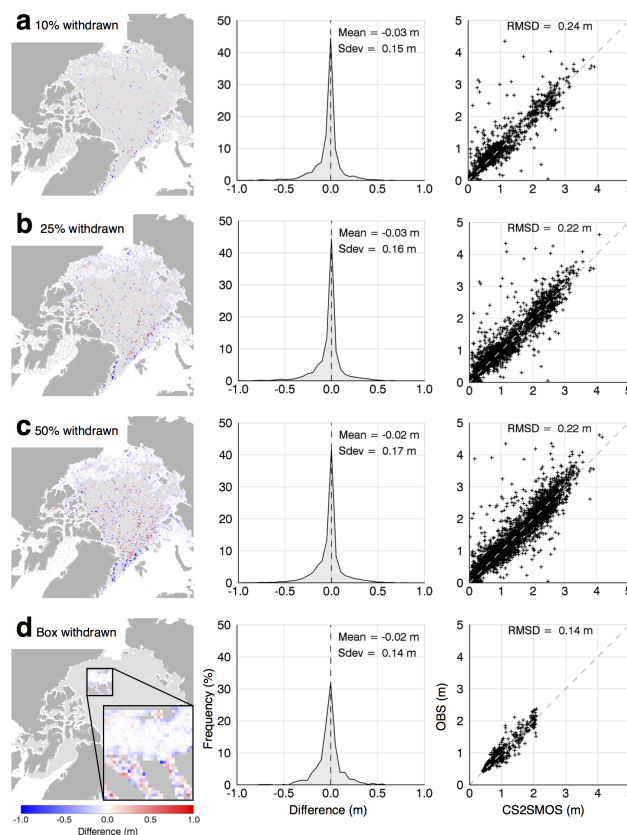 a 10% withdrawn
50
40
30
20
10
0
-1.0 -0.5 0.0 0.5 1.0
Mean = -0.03 m
Sdev = 0.15 m
5
4
3
2
1
0
0 1 2 3 4 5
RMSD = 0.24 m
b 25% withdrawn
50
40
30
20
10
0
-1.0 -0.5 0.0 0.5 1.0
Mean = -0.03 m
Sdev = 0.16 m
5
4
3
2
1
0
0 1 2 3 4 5
RMSD = 0.22 m
c 50% withdrawn
50
40
30
20
10
0
-1.0 -0.5 0.0 0.5 1.0
Mean = -0.02 m
Sdev = 0.17 m
5
4
3
2
1
0
0 1 2 3 4 5
RMSD = 0.22 m
d Box withdrawn
-1.0 -0.5 0.0 0.5 1.0
Difference (m)
Frequency (%)
50
40
30
20
10
0
-1.0 -0.5 0.0 0.5 1.0
Difference (m)
Mean = -0.02 m
Sdev = 0.14 m
OBS (m)
5
4
3
2
1
0
0 1 2 3 4 5
CS2SMOS (m)
RMSD = 0.14 m